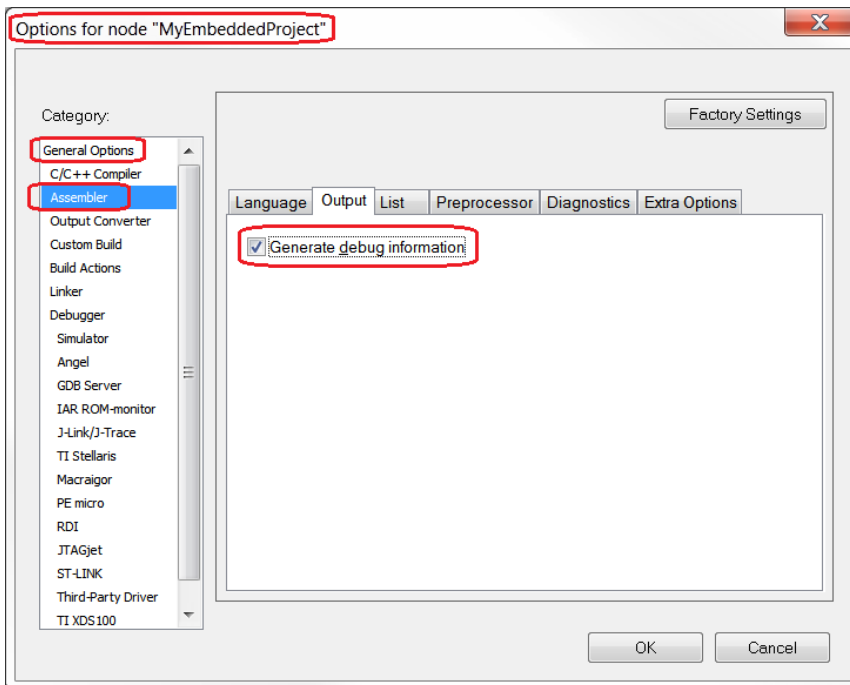 Options for node "MyEmbeddedProject"
X
Category:
Factory Settings
General Options
C/C++ Compiler
Assembler
Output Converter
Custom Build
Build Actions
Linker
Debugger
Simulator
Angel
GDB Server
IAR ROM-monitor
J-Link/J-Trace
TI Stellaris
Macraigor
PE micro
RDI
JTAGjet
ST-LINK
Third-Party Driver
TI XDS100
Language Output List Preprocessor Diagnostics Extra Options
Generate debug information
OK Cancel